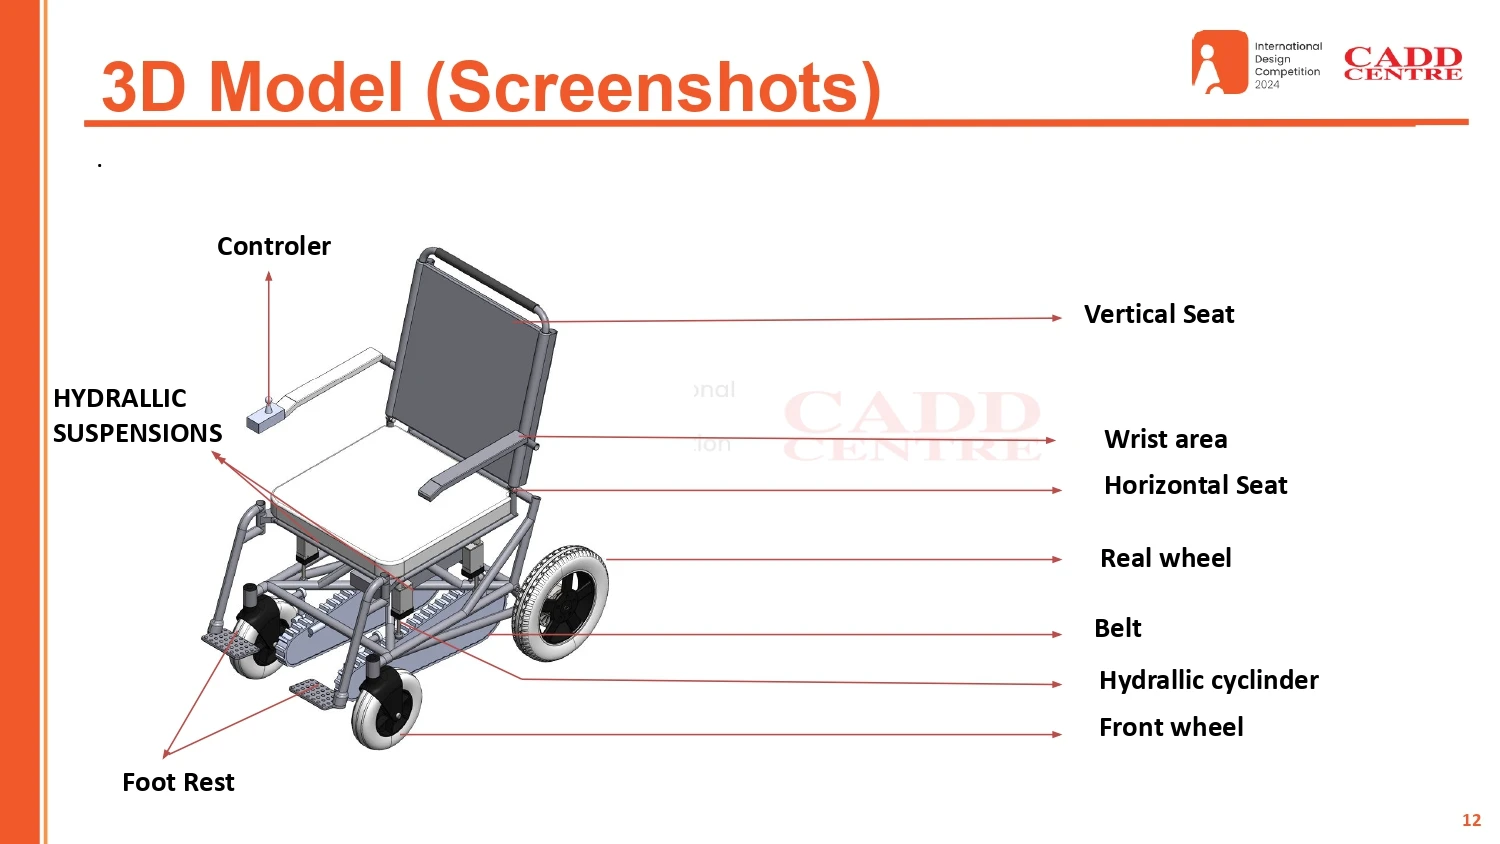 3D Model (Screenshots)
International
Design
Competition
2024
CADD
CENTRE
.
Controler
Vertical Seat
HYDRALLIC
SUSPENSIONS
onal
CADD
CENTRE
Wrist area
Horizontal Seat
Real wheel
Belt
Hydrallic cyclinder
Front wheel
Foot Rest
12